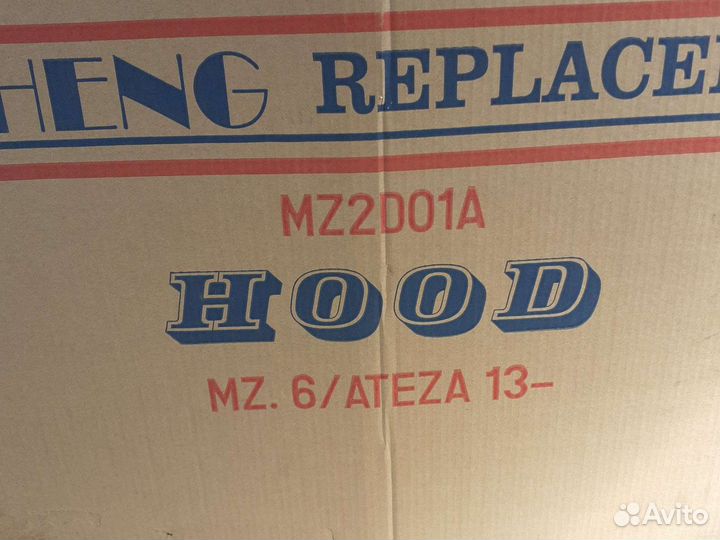 HENG REPLACE
MZ2D01A
HOOD
MZ. 6/ATEZA 13-
Avito